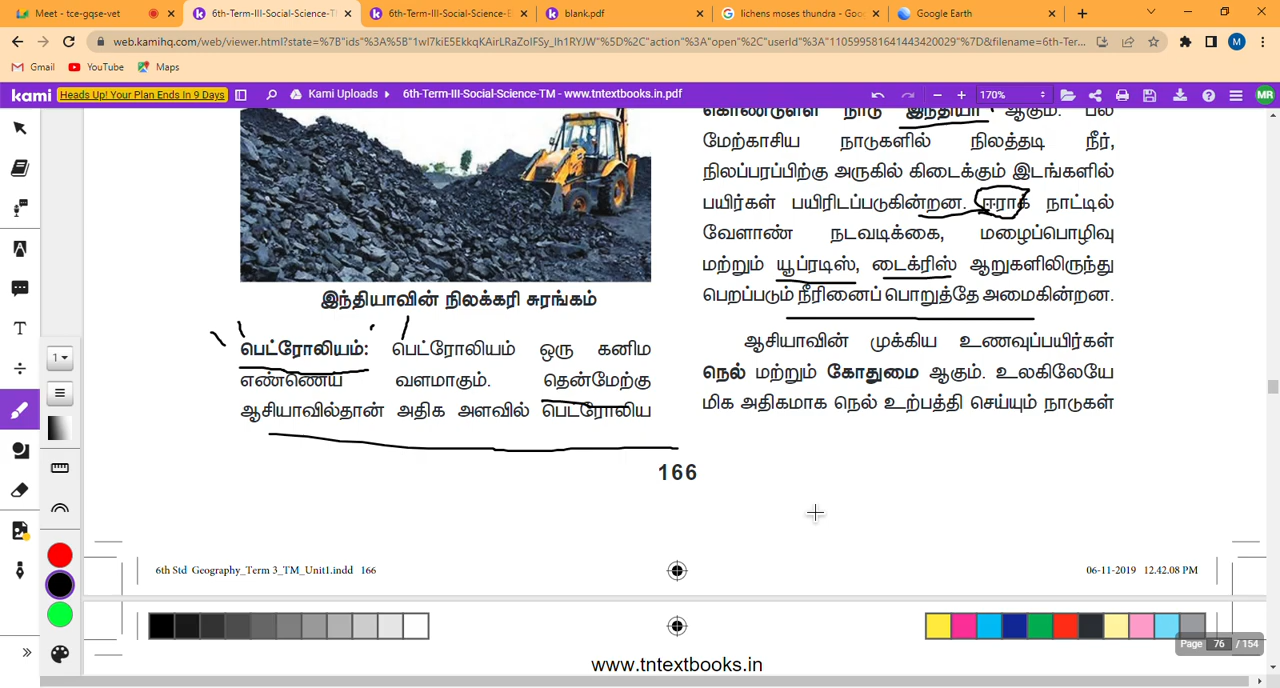 Meet - tce-gqse-vet
6th-Term-III-Social-Science-T
6th-Term-III-Social-Science-E
blank.pdf
lichens moses thundra - Goo
Google Earth
web.kamihq.com/web/viewer.html?state=%7B"ids"%3A%5B"1wI7kiE5EkkqKAirLRaZoIFSy_Ih1RYJW"%5D%2C"action"%3A"open"%2C"userId"%3A"110599581641443420029"%7D&filename=6th-Ter...
M
Gmail
YouTube
Maps
kami
Heads Up! Your Plan Ends In 9 Days
Kami Uploads
6th-Term-III-Social-Science-TM - www.tntextbooks.in.pdf
170%
MR
இந்தியாவின் நிலக்கரி சுரங்கம்
பெட்ரோலியம்: பெட்ரோலியம் ஒரு கனிம
எண்ணெய் வளமாகும். தென்மேற்கு
ஆசியாவில்தான் அதிக அளவில் பெட்ரோலிய
கொண்டுள்ள நாடு இந்தியா ஆகும். பல
மேற்காசிய நாடுகளில் நிலத்தடி நீர்,
நிலப்பரப்பிற்கு அருகில் கிடைக்கும் இடங்களில்
பயிர்கள் பயிரிடப்படுகின்றன. ஈராக் நாட்டில்
வேளாண் நடவடிக்கை, மழைப்பொழிவு
மற்றும் யூப்ரடிஸ், டைக்ரிஸ் ஆறுகளிலிருந்து
பெறப்படும் நீரினைப் பொறுத்தே அமைகின்றன.
ஆசியாவின் முக்கிய உணவுப்பயிர்கள்
நெல் மற்றும் கோதுமை ஆகும். உலகிலேயே
மிக அதிகமாக நெல் உற்பத்தி செய்யும் நாடுகள்
166
6th Std Geography_Term 3_TM_Unit1.indd 166
06-11-2019 12.42.08 PM
www.tntextbooks.in
Page 76 / 154
1
T